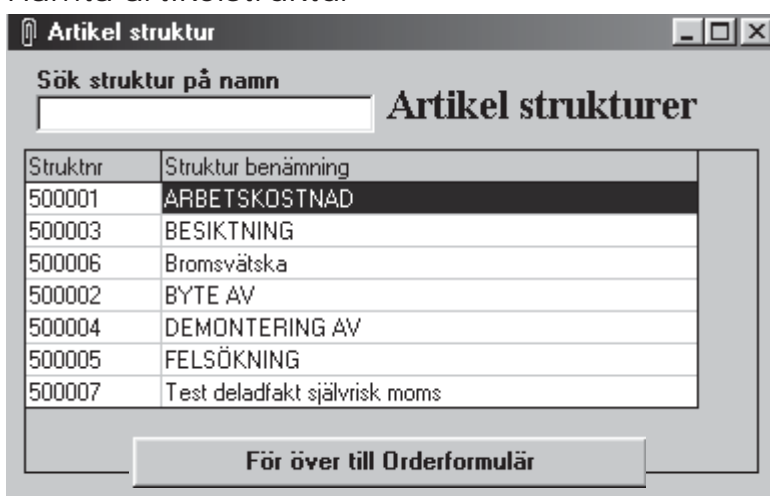 Artikel struktur
Sök struktur på namn
Artikel strukturer
Struktnr Struktur benämning
500001 ARBETSKOSTNAD
500003 BESIKTNING
500006 Bromsvätska
500002 BYTE AV
500004 DEMONTERING AV
500005 FELSÖKNING
500007 Test deladfakt självrisk moms
För över till Orderformulär